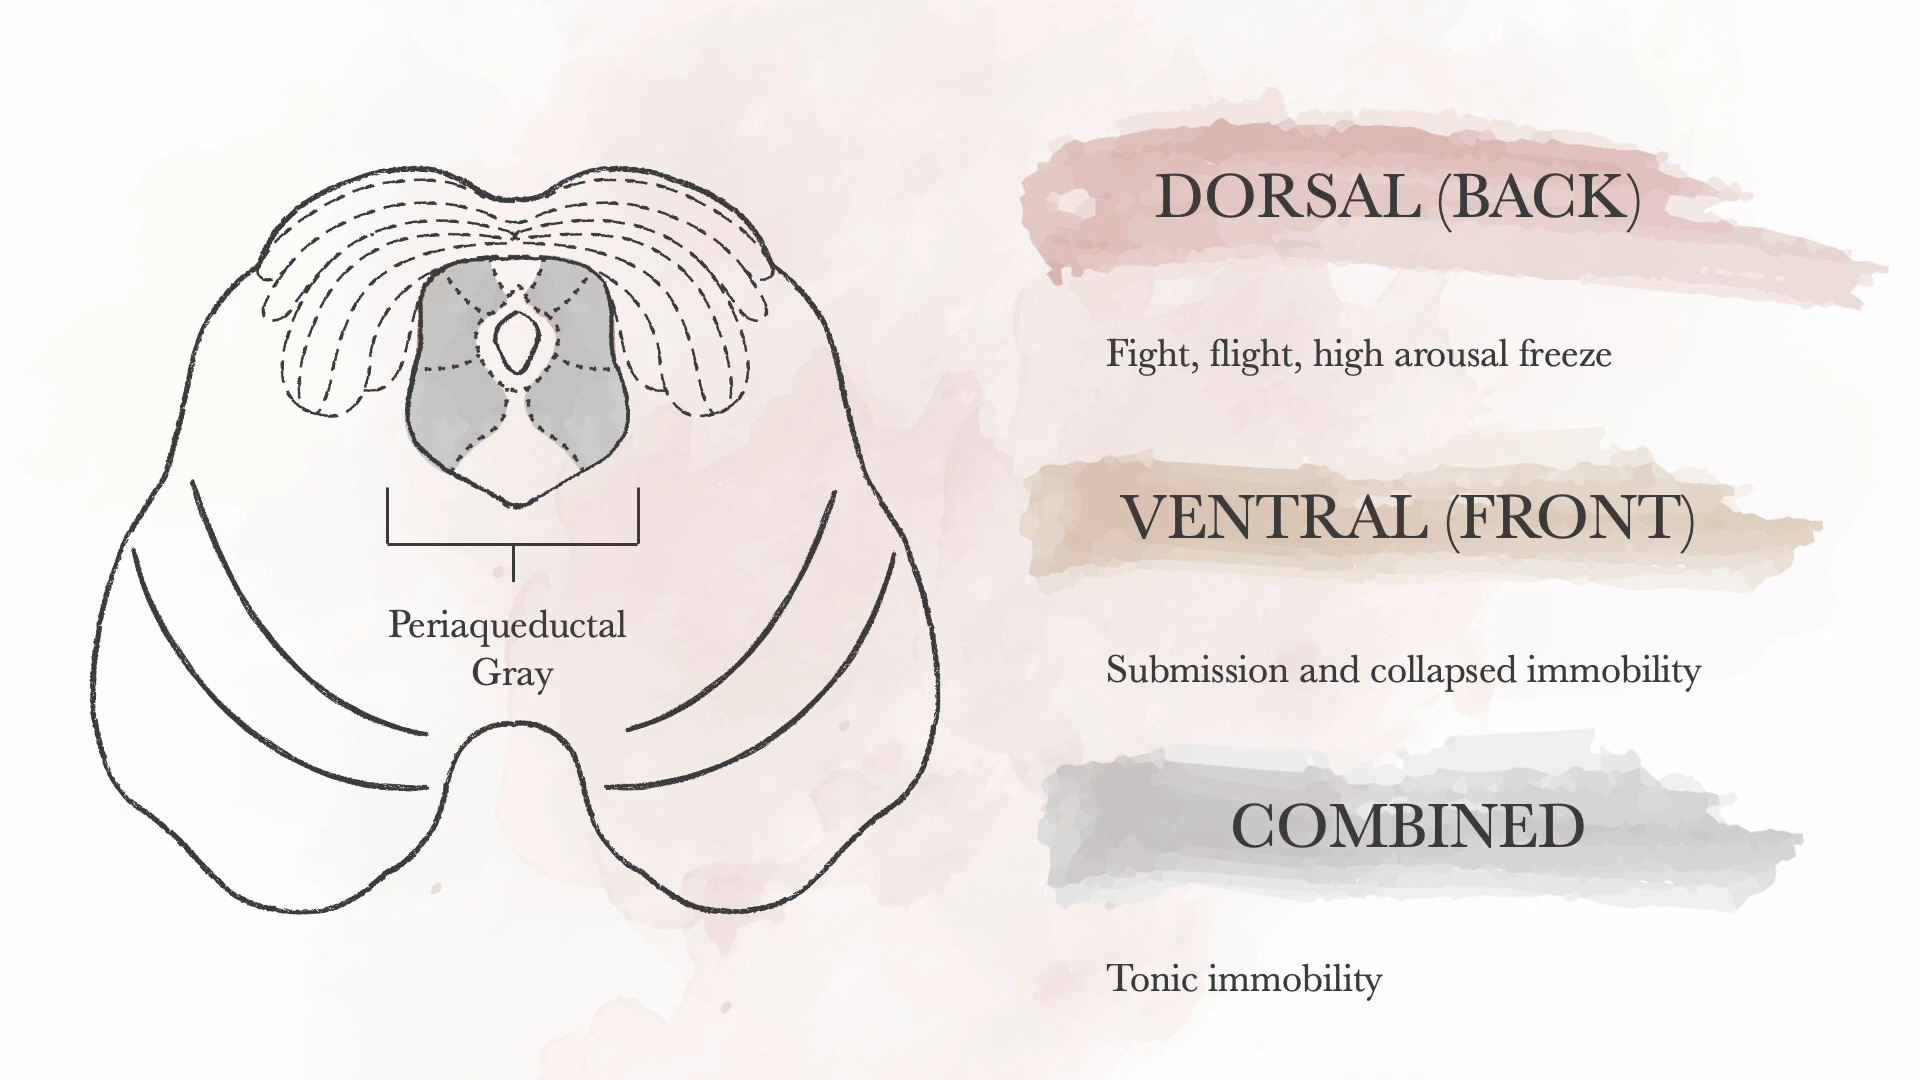 Periaqueductal
Gray
DORSAL (BACK)
Fight, flight, high arousal freeze
VENTRAL (FRONT)
Submission and collapsed immobility
COMBINED
Tonic immobility